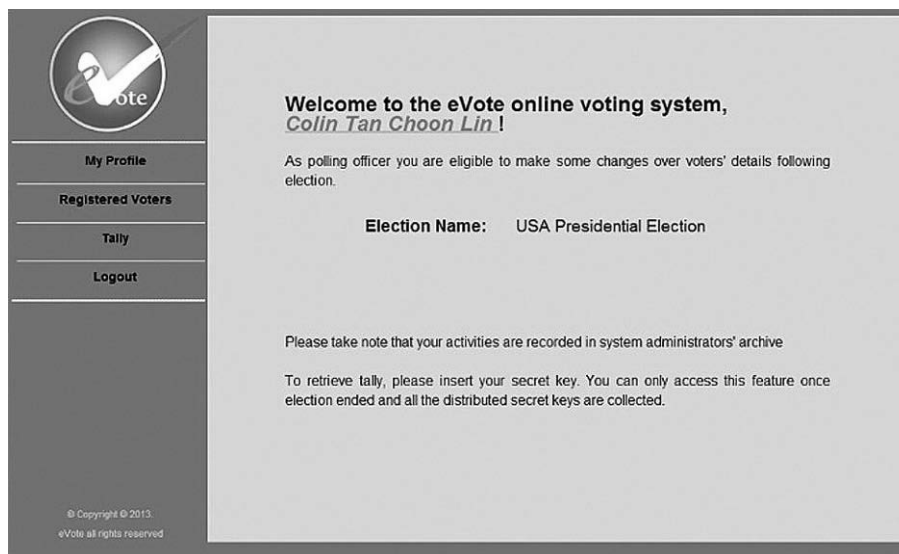 eVote
My Profile
Registered Voters
Tally
Logout
© Copyright © 2013.
eVote all rights reserved
Welcome to the eVote online voting system,
Colin Tan Choon Lin !
As polling officer you are eligible to make some changes over voters' details following
election.
Election Name: USA Presidential Election
Please take note that your activities are recorded in system administrators' archive
To retrieve tally, please insert your secret key. You can only access this feature once
election ended and all the distributed secret keys are collected.